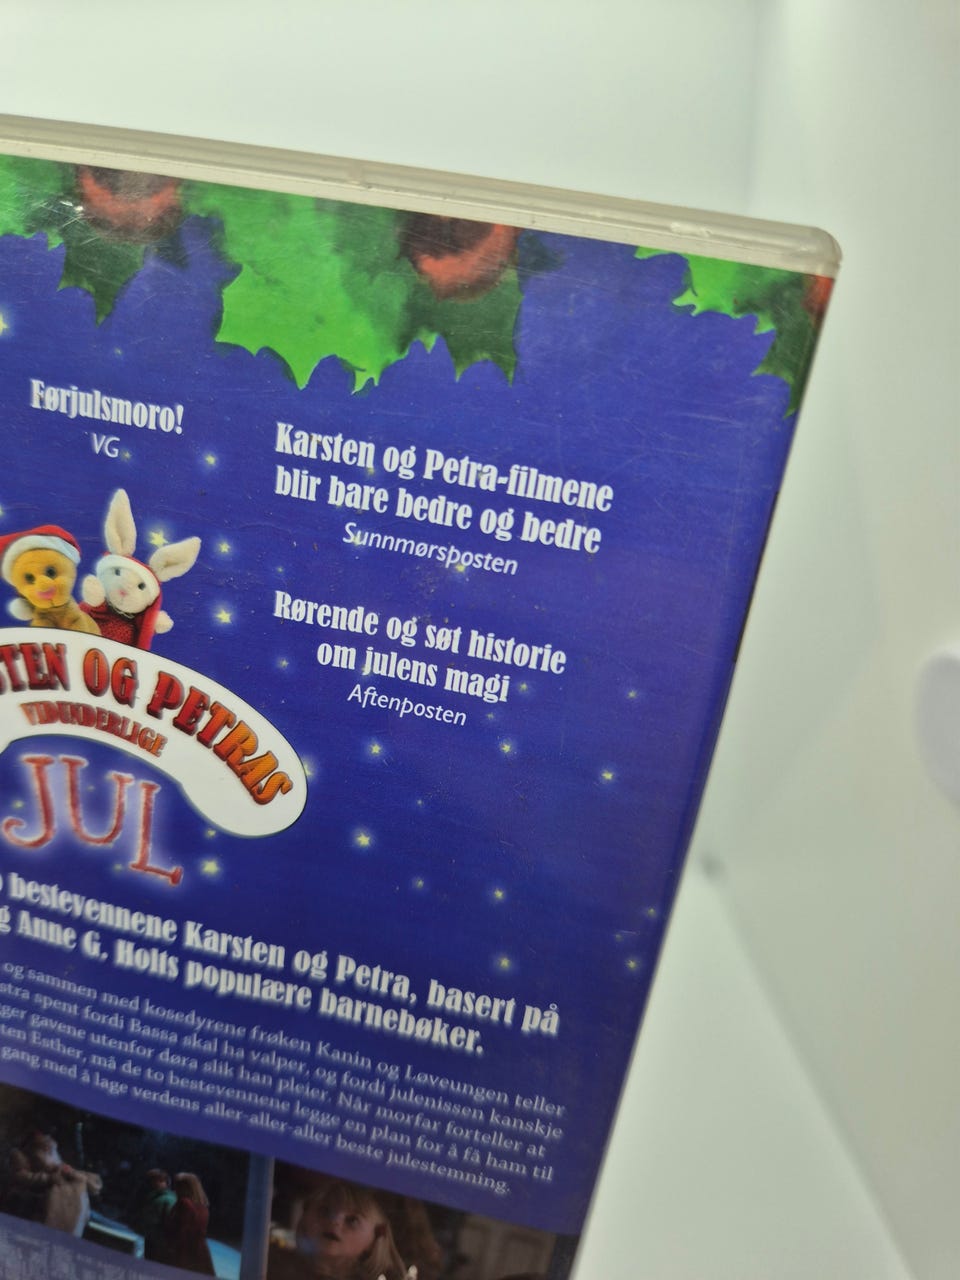 Førjulsmoro!
VG
Karsten og Petra-filmene
blir bare bedre og bedre
Sunnmørsposten
Rørende og søt historie
om julens magi
Aftenposten
STEN OG PETRAS
VIDUNDERLIGE
JUL
bestevennene Karsten og Petra, basert på
g Anne G. Holts populære barnebøker.
og sammen med kosedyrene frøken Kanin og Løveungen teller
stra spent fordi Bassa skal ha valper, og fordi julenissen kanskje
gger gavene utenfor døra slik han pleier. Når morfar forteller at
ten Esther, må de to bestevennene legge en plan for å få ham til
gang med å lage verdens aller-aller-aller beste julestemning.